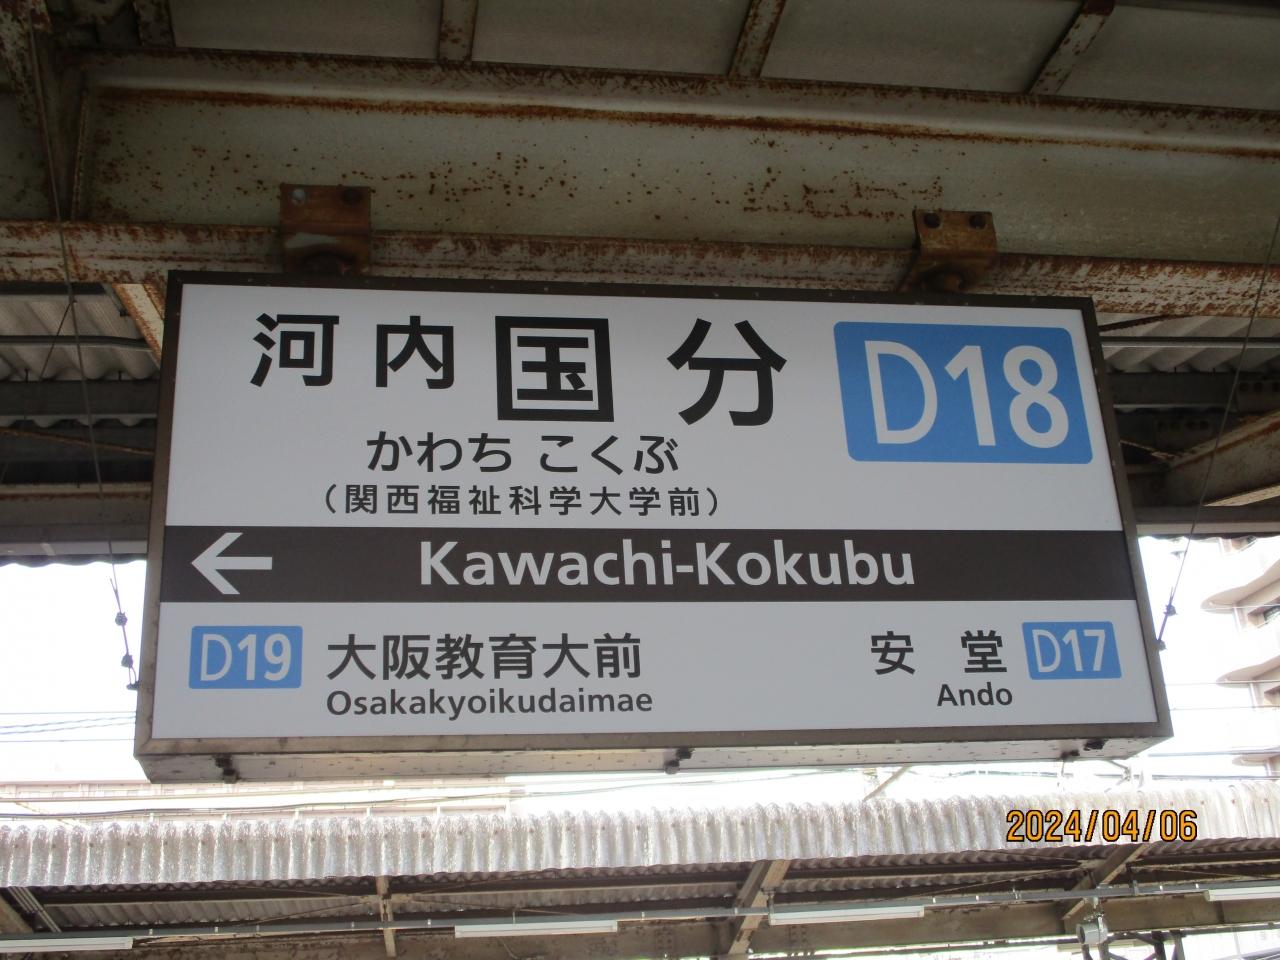 河内国分
D18
かわち こくぶ
(関西福祉科学大学前)
← Kawachi-Kokubu
D19 大阪教育大前
Osakakyoikudaimae
安堂 D17
Ando
2024/04/06